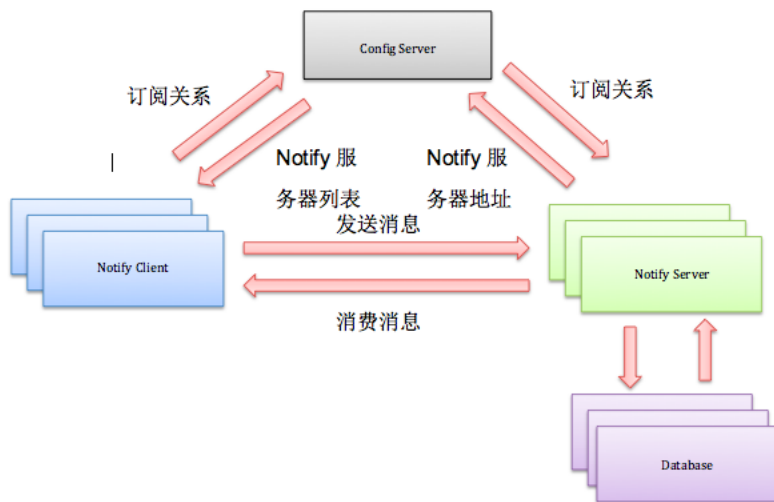 Config Server
订阅关系
订阅关系
Notify 服
务器列表
Notify 服
务器地址
发送消息
Notify Client
Notify Server
消费消息
Database